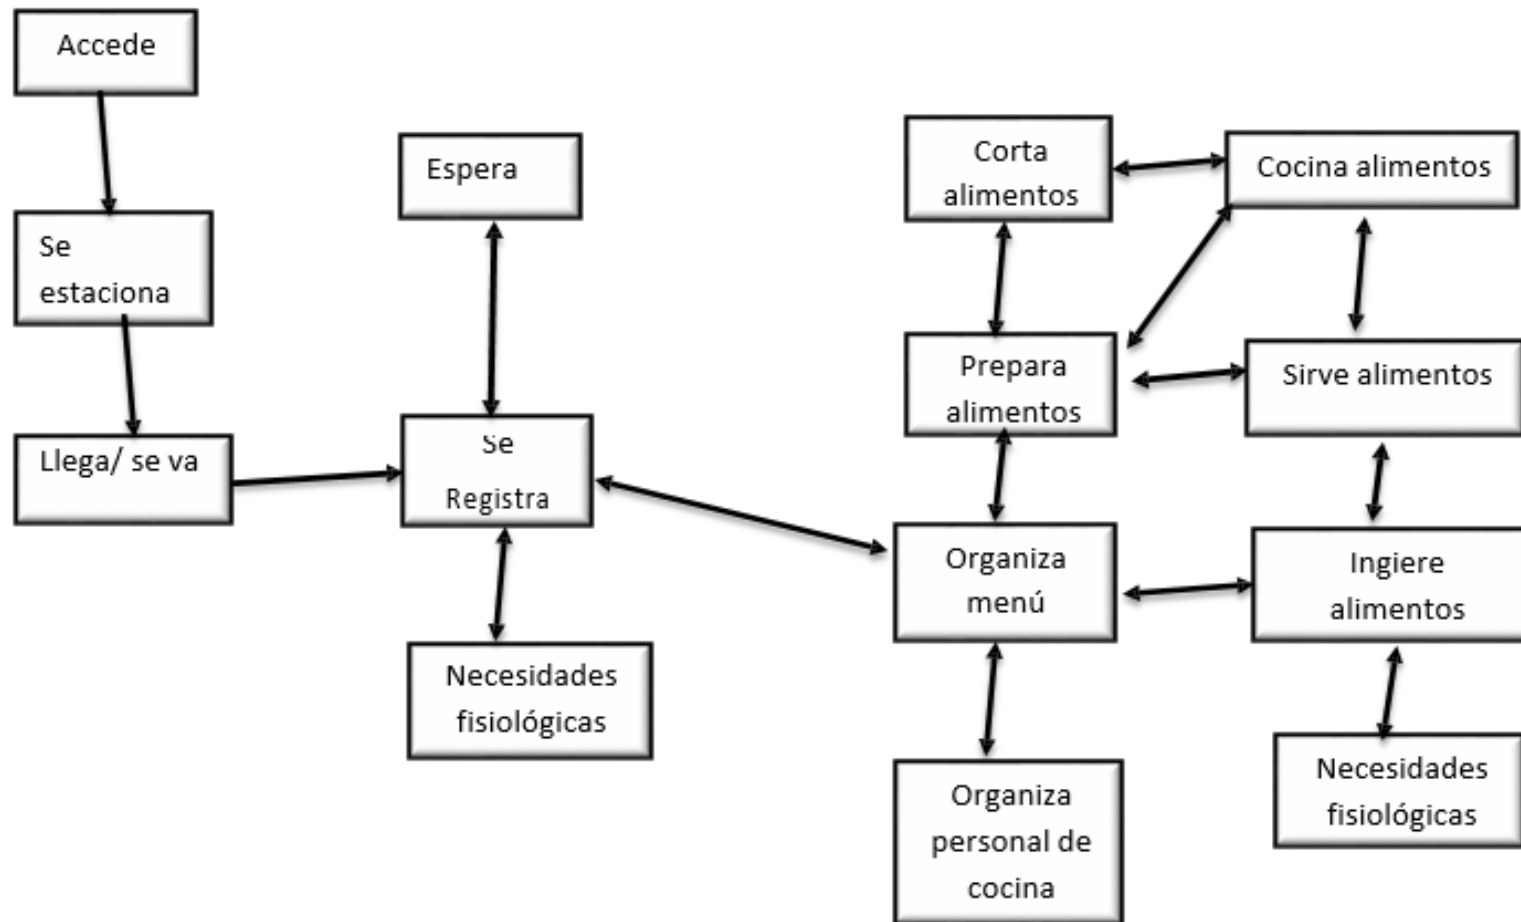 Accede
Se
estaciona
Llega/ se va
Espera
Se
Registra
Necesidades
fisiológicas
Corta
alimentos
Cocina alimentos
Prepara
alimentos
Sirve alimentos
Organiza
menú
Ingiere
alimentos
Organiza
personal de
cocina
Necesidades
fisiológicas